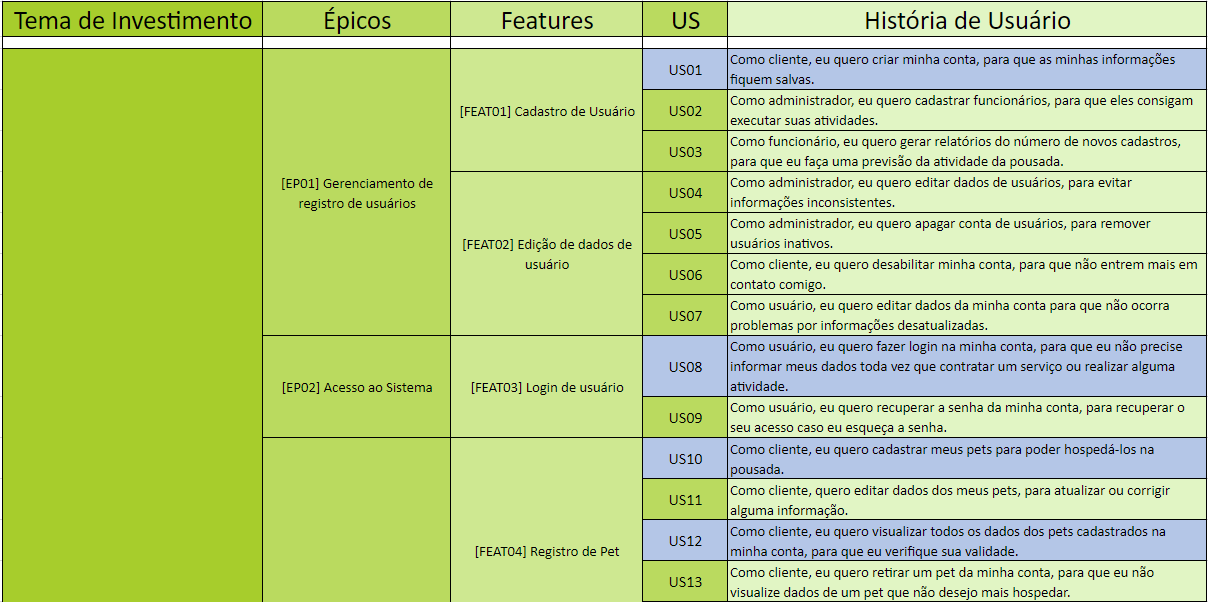 Tema de Investimento Épicos Features US História de Usuário
[EP01] Gerenciamento de
registro de usuários
[FEAT01] Cadastro de Usuário
US01
Como cliente, eu quero criar minha conta, para que as minhas informações
fiquem salvas.
US02
Como administrador, eu quero cadastrar funcionários, para que eles consigam
executar suas atividades.
US03
Como funcionário, eu quero gerar relatórios do número de novos cadastros,
para que eu faça uma previsão da atividade da pousada.
[FEAT02] Edição de dados de
usuário
US04
Como administrador, eu quero editar dados de usuários, para evitar
informações inconsistentes.
US05
Como administrador, eu quero apagar conta de usuários, para remover
usuários inativos.
US06
Como cliente, eu quero desabilitar minha conta, para que não entrem mais em
contato comigo.
US07
Como usuário, eu quero editar dados da minha conta para que não ocorra
problemas por informações desatualizadas.
[EP02] Acesso ao Sistema
[FEAT03] Login de usuário
US08
Como usuário, eu quero fazer login na minha conta, para que eu não precise
informar meus dados toda vez que contratar um serviço ou realizar alguma
atividade.
US09
Como usuário, eu quero recuperar a senha da minha conta, para recuperar o
seu acesso caso eu esqueça a senha.
[FEAT04] Registro de Pet
US10
Como cliente, eu quero cadastrar meus pets para poder hospedá-los na
pousada.
US11
Como cliente, quero editar dados dos meus pets, para atualizar ou corrigir
alguma informação.
US12
Como cliente, eu quero visualizar todos os dados dos pets cadastrados na
minha conta, para que eu verifique sua validade.
US13
Como cliente, eu quero retirar um pet da minha conta, para que eu não
visualize dados de um pet que não desejo mais hospedar.